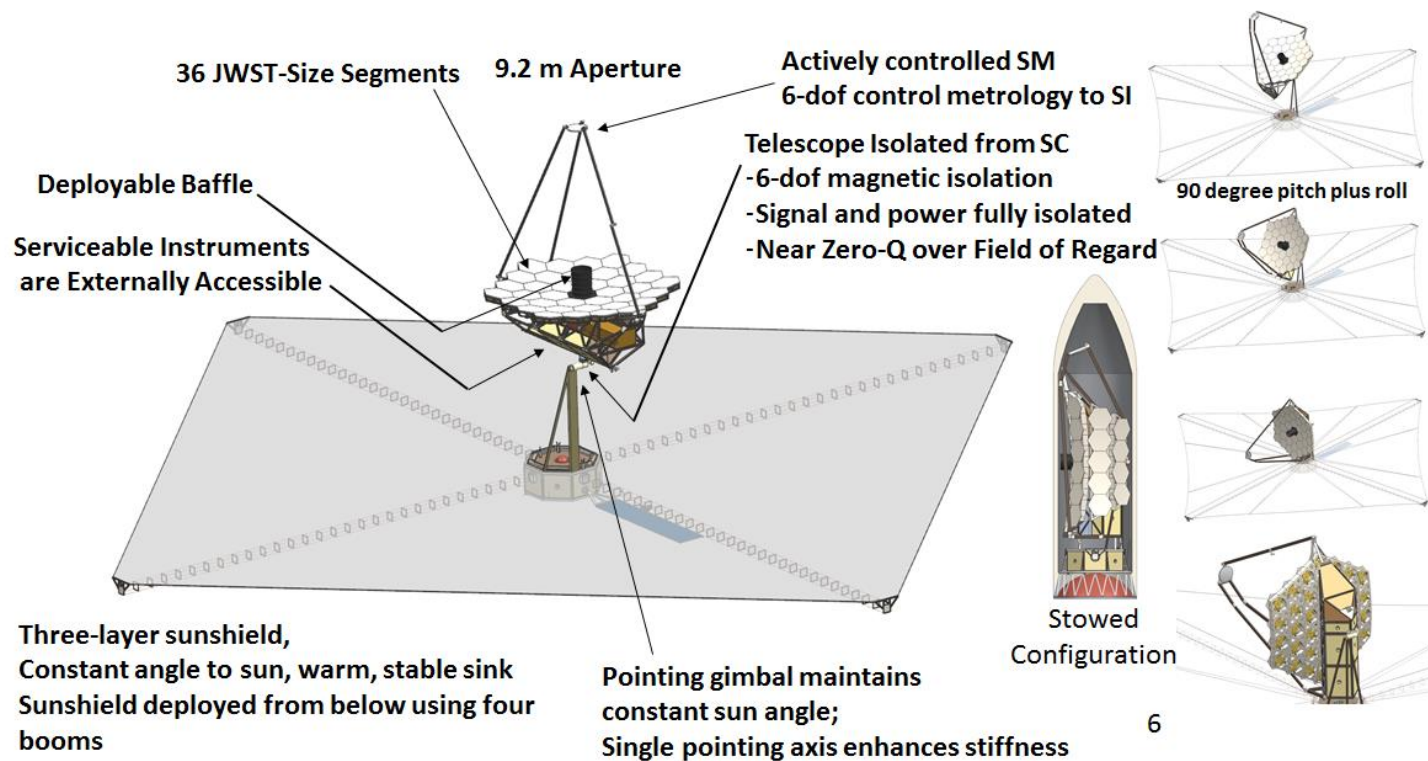 36 JWST-Size Segments
9.2 m Aperture
Actively controlled SM
6-dof control metrology to SI
Telescope Isolated from SC
-6-dof magnetic isolation
-Signal and power fully isolated
-Near Zero-Q over Field of Regard
Deployable Baffle
Serviceable Instruments
are Externally Accessible
90 degree pitch plus roll
Three-layer sunshield,
Constant angle to sun, warm, stable sink
Sunshield deployed from below using four
booms
Pointing gimbal maintains
constant sun angle;
Single pointing axis enhances stiffness
Stowed
Configuration
6